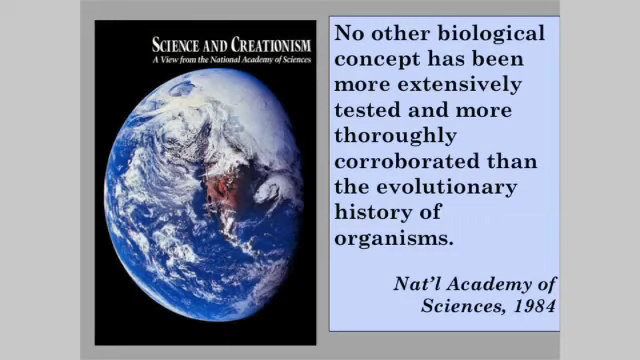 SCIENCE AND CREATIONISM
A View from the National Academy of Sciences
No other biological
concept has been
more extensively
tested and more
thoroughly
corroborated than
the evolutionary
history of
organisms.
Nat'l Academy of
Sciences, 1984